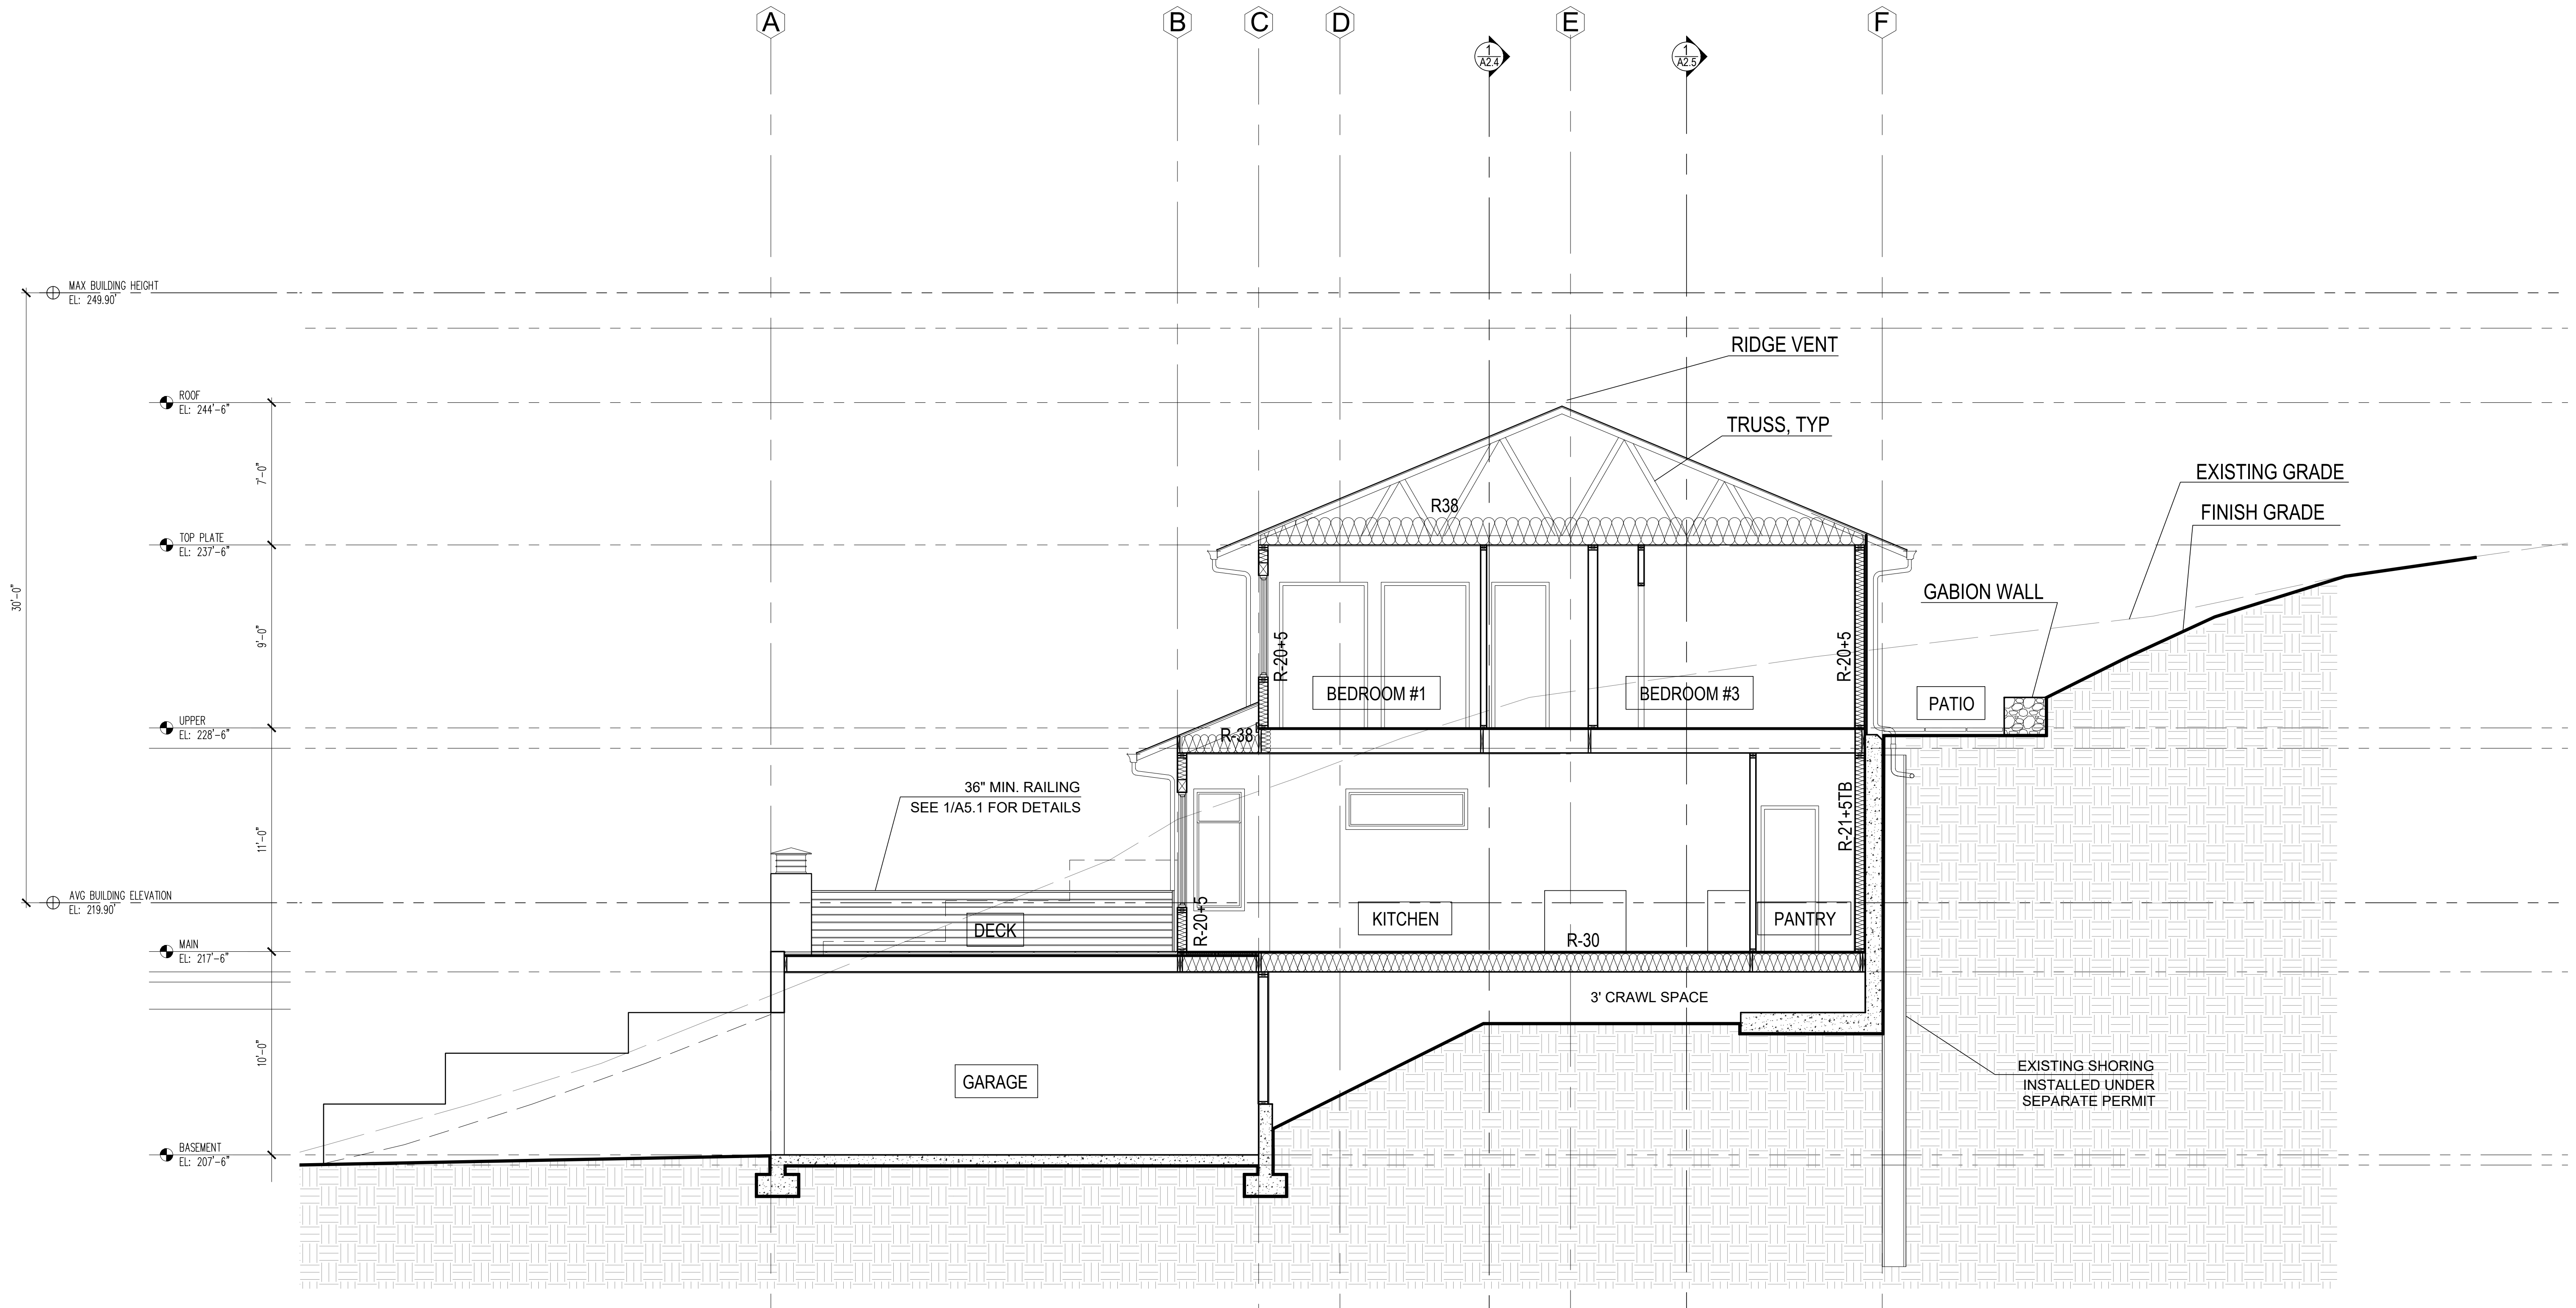 A
B
C
D
E
F
1
A2.4
1
A2.5
MAX BUILDING HEIGHT
EL: 249.90'
RIDGE VENT
ROOF
EL: 244'-6"
TRUSS, TYP
7'-0"
EXISTING GRADE
R38
FINISH GRADE
TOP PLATE
EL: 237'-6"
30'-0"
GABION WALL
9'-0"
R-20+5
R-20+5
BEDROOM #1
BEDROOM #3
PATIO
UPPER
EL: 228'-6"
R-38
36" MIN. RAILING
SEE 1/A5.1 FOR DETAILS
R-21+5TB
11'-0"
AVG BUILDING ELEVATION
EL: 219.90'
R-20+5
DECK
KITCHEN
PANTRY
R-30
MAIN
EL: 217'-6"
3' CRAWL SPACE
10'-0"
GARAGE
EXISTING SHORING
INSTALLED UNDER
SEPARATE PERMIT
BASEMENT
EL: 207'-6"